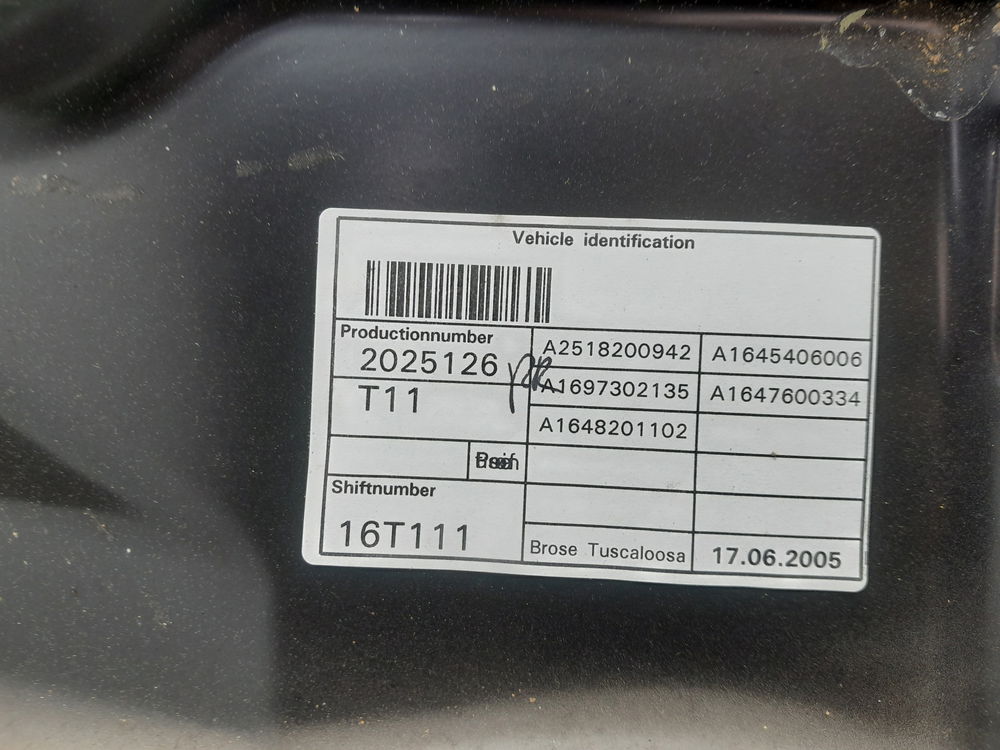 Vehicle identification
Productionnumber
2025126
T11
A2518200942 A1645406006
A1697302135 A1647600334
A1648201102
Shiftnumber
16T111
Brose Tuscaloosa 17.06.2005